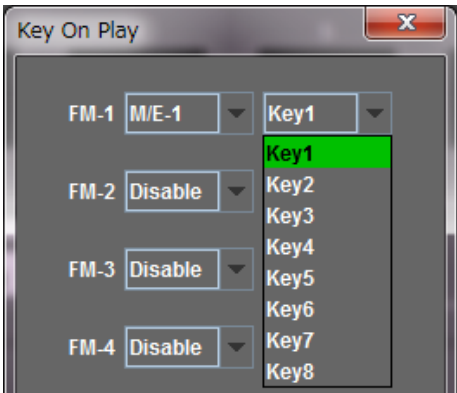 Key On Play
FM-1 M/E-1 Key1
Key1
FM-2 Disable Key2
Key3
Key4
FM-3 Disable Key5
Key6
FM-4 Disable Key7
Key8